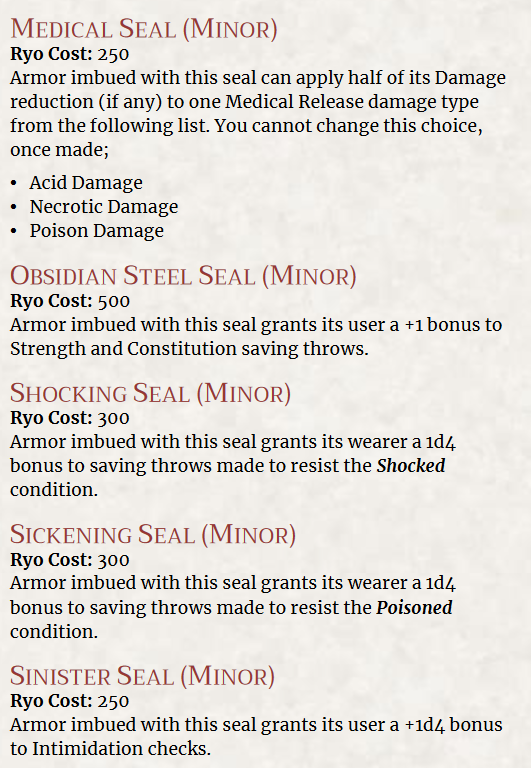 Medical Seal (Minor)
Ryo Cost: 250
Armor imbued with this seal can apply half of its Damage
reduction (if any) to one Medical Release damage type
from the following list. You cannot change this choice,
once made;
• Acid Damage
• Necrotic Damage
• Poison Damage
Obsidian Steel Seal (Minor)
Ryo Cost: 500
Armor imbued with this seal grants its user a +1 bonus to
Strength and Constitution saving throws.
Shocking Seal (Minor)
Ryo Cost: 300
Armor imbued with this seal grants its wearer a 1d4
bonus to saving throws made to resist the Shocked
condition.
Sickening Seal (Minor)
Ryo Cost: 300
Armor imbued with this seal grants its wearer a 1d4
bonus to saving throws made to resist the Poisoned
condition.
Sinister Seal (Minor)
Ryo Cost: 250
Armor imbued with this seal grants its user a +1d4 bonus
to Intimidation checks.